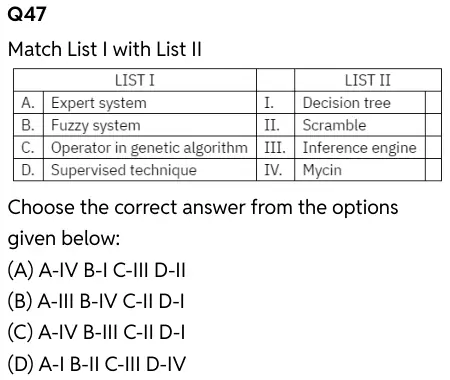 Q47
Match List I with List II
LIST I LIST II
A. Expert system I. Decision tree
B. Fuzzy system II. Scramble
C. Operator in genetic algorithm III. Inference engine
D. Supervised technique IV. Mycin
Choose the correct answer from the options
given below:
(A) A-IV B-I C-III D-II
(B) A-III B-IV C-II D-I
(C) A-IV B-III C-II D-I
(D) A-I B-II C-III D-IV